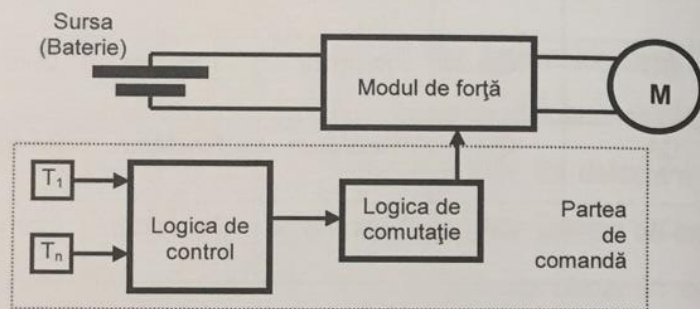 Sursa
(Baterie)
Modul de forţă
M
T1
Tn
Logica de
control
Logica de
comutaţie
Partea
de
comandă